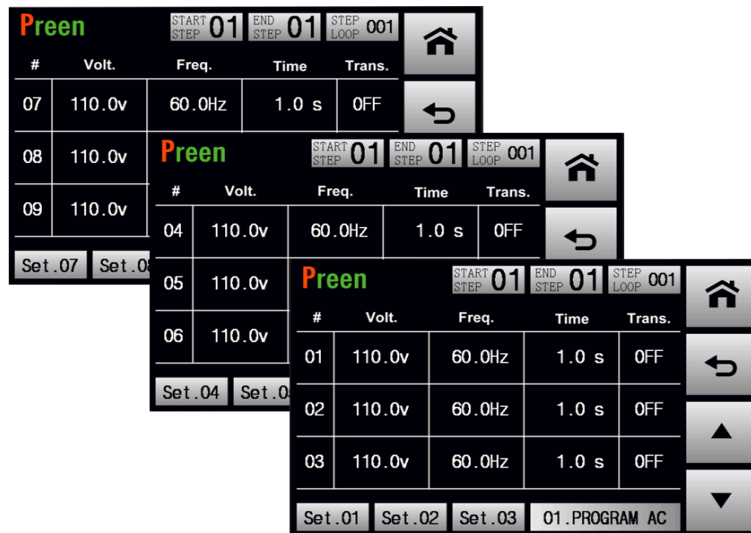 Preen START STEP 01 END STEP 01 STEP LOOP 001
# Volt. Freq. Time Trans.
07 110.0v 60.0Hz 1.0 s OFF
08 110.0v
09 110.0v
Set.07
Preen START STEP 01 END STEP 01 STEP LOOP 001
# Volt. Freq. Time Trans.
04 110.0v 60.0Hz 1.0 s OFF
05 110.0v
06 110.0v
Set.04
Preen START STEP 01 END STEP 01 STEP LOOP 001
# Volt. Freq. Time Trans.
01 110.0v 60.0Hz 1.0 s OFF
02 110.0v 60.0Hz 1.0 s OFF
03 110.0v 60.0Hz 1.0 s OFF
Set.01 Set.02 Set.03 01.PROGRAM AC